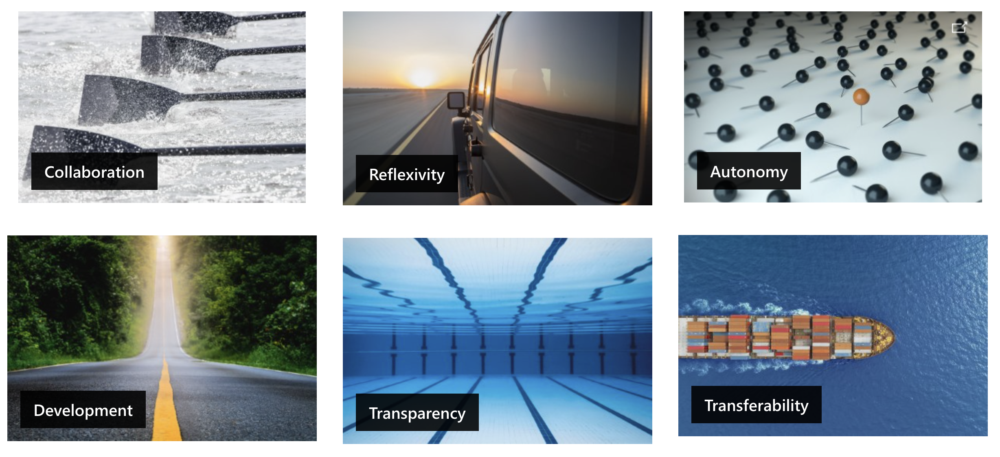 Collaboration
Reflexivity
Autonomy
Development
Transparency
Transferability